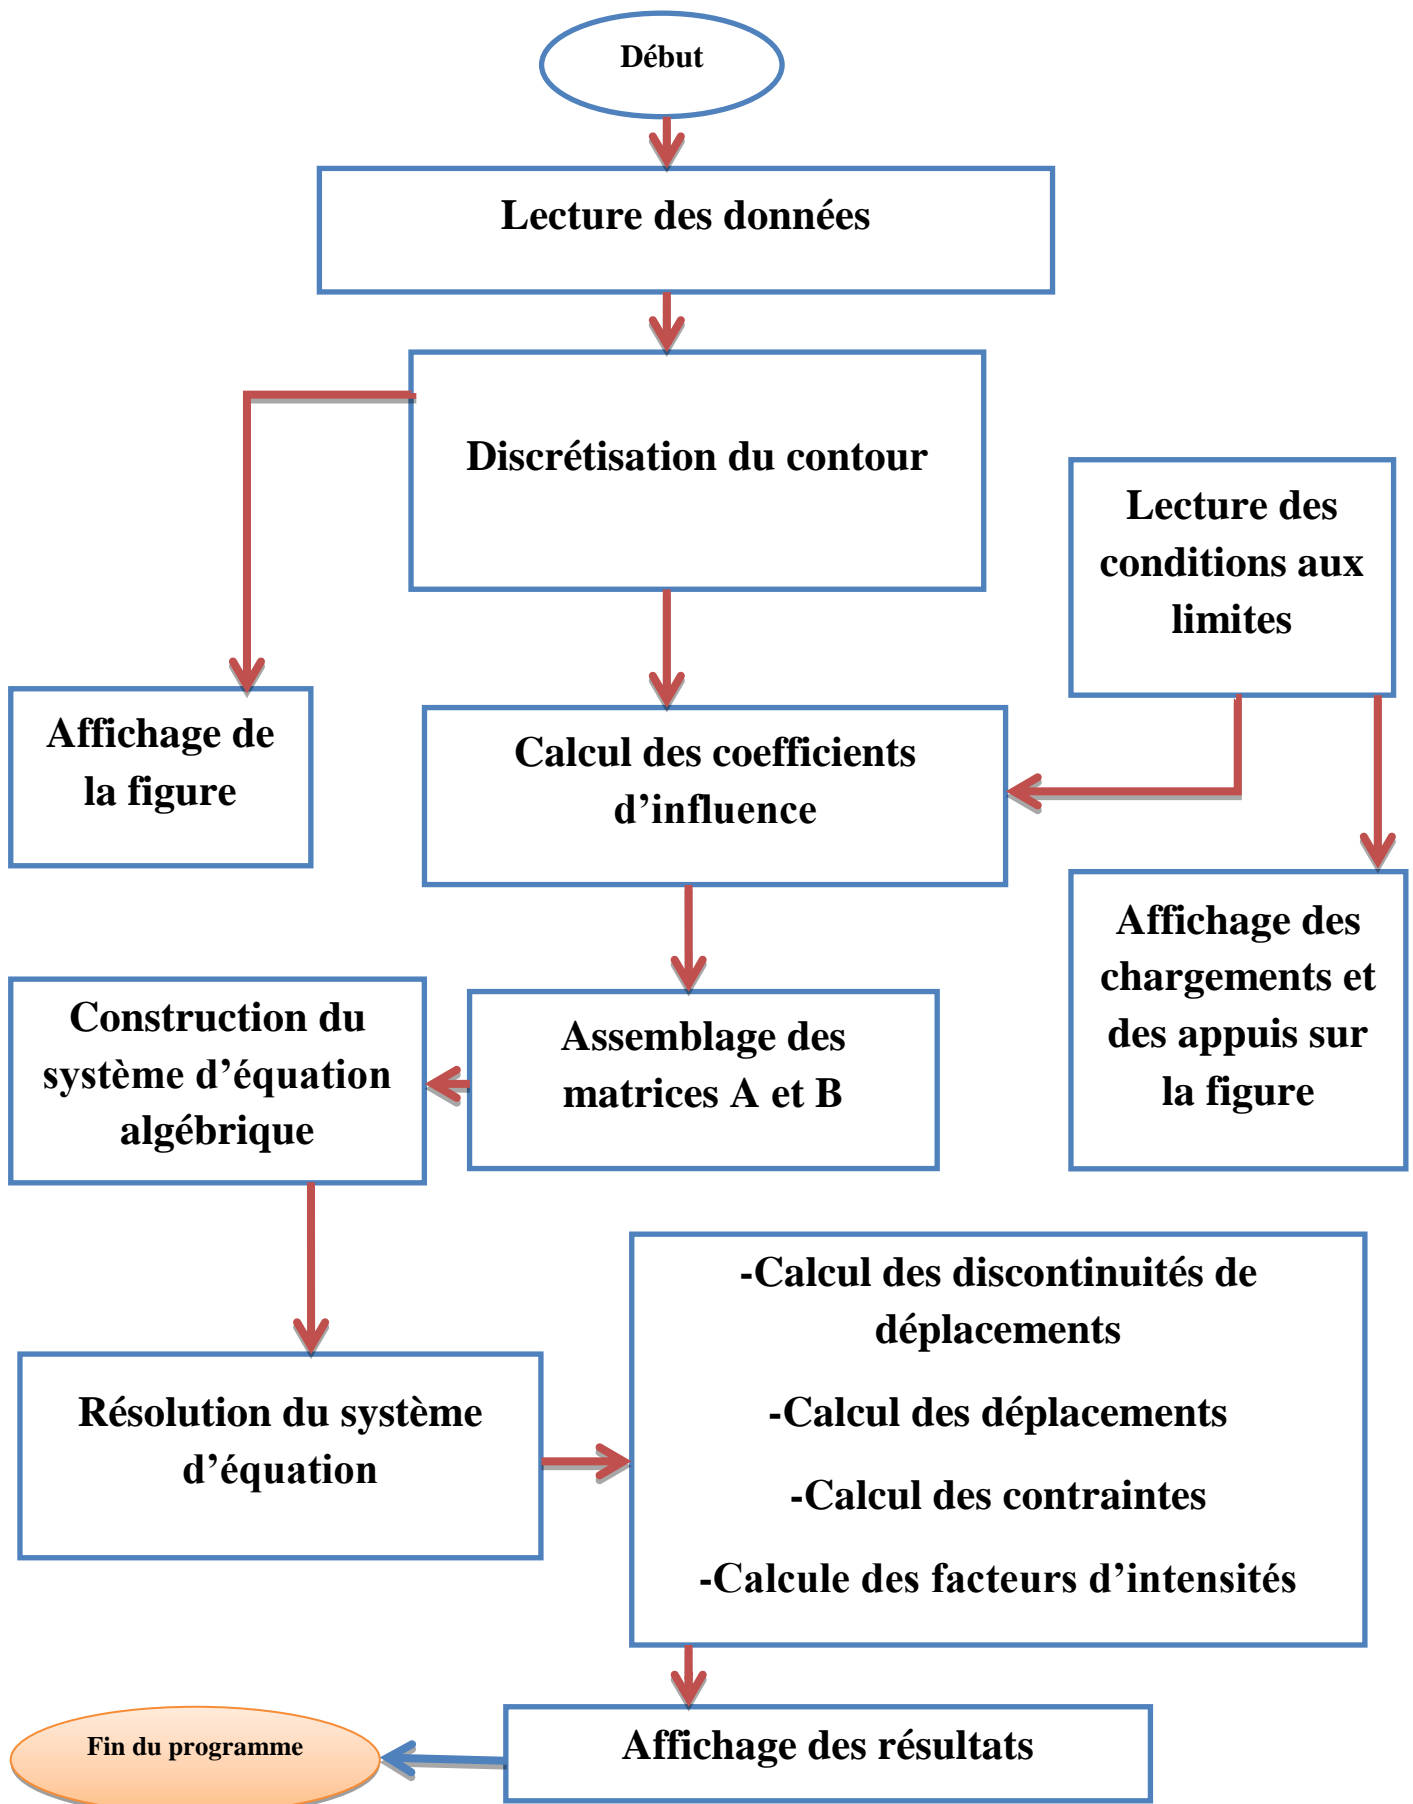 Début
Lecture des données
Discrétisation du contour
Lecture des
conditions aux
limites
Affichage de
la figure
Calcul des coefficients
d’influence
Affichage des
chargements et
des appuis sur
la figure
Construction du
système d’équation
algébrique
Assemblage des
matrices A et B
Résolution du système
d’équation
-Calcul des discontinuités de
déplacements
-Calcul des déplacements
-Calcul des contraintes
-Calcule des facteurs d’intensités
Affichage des résultats
Fin du programme